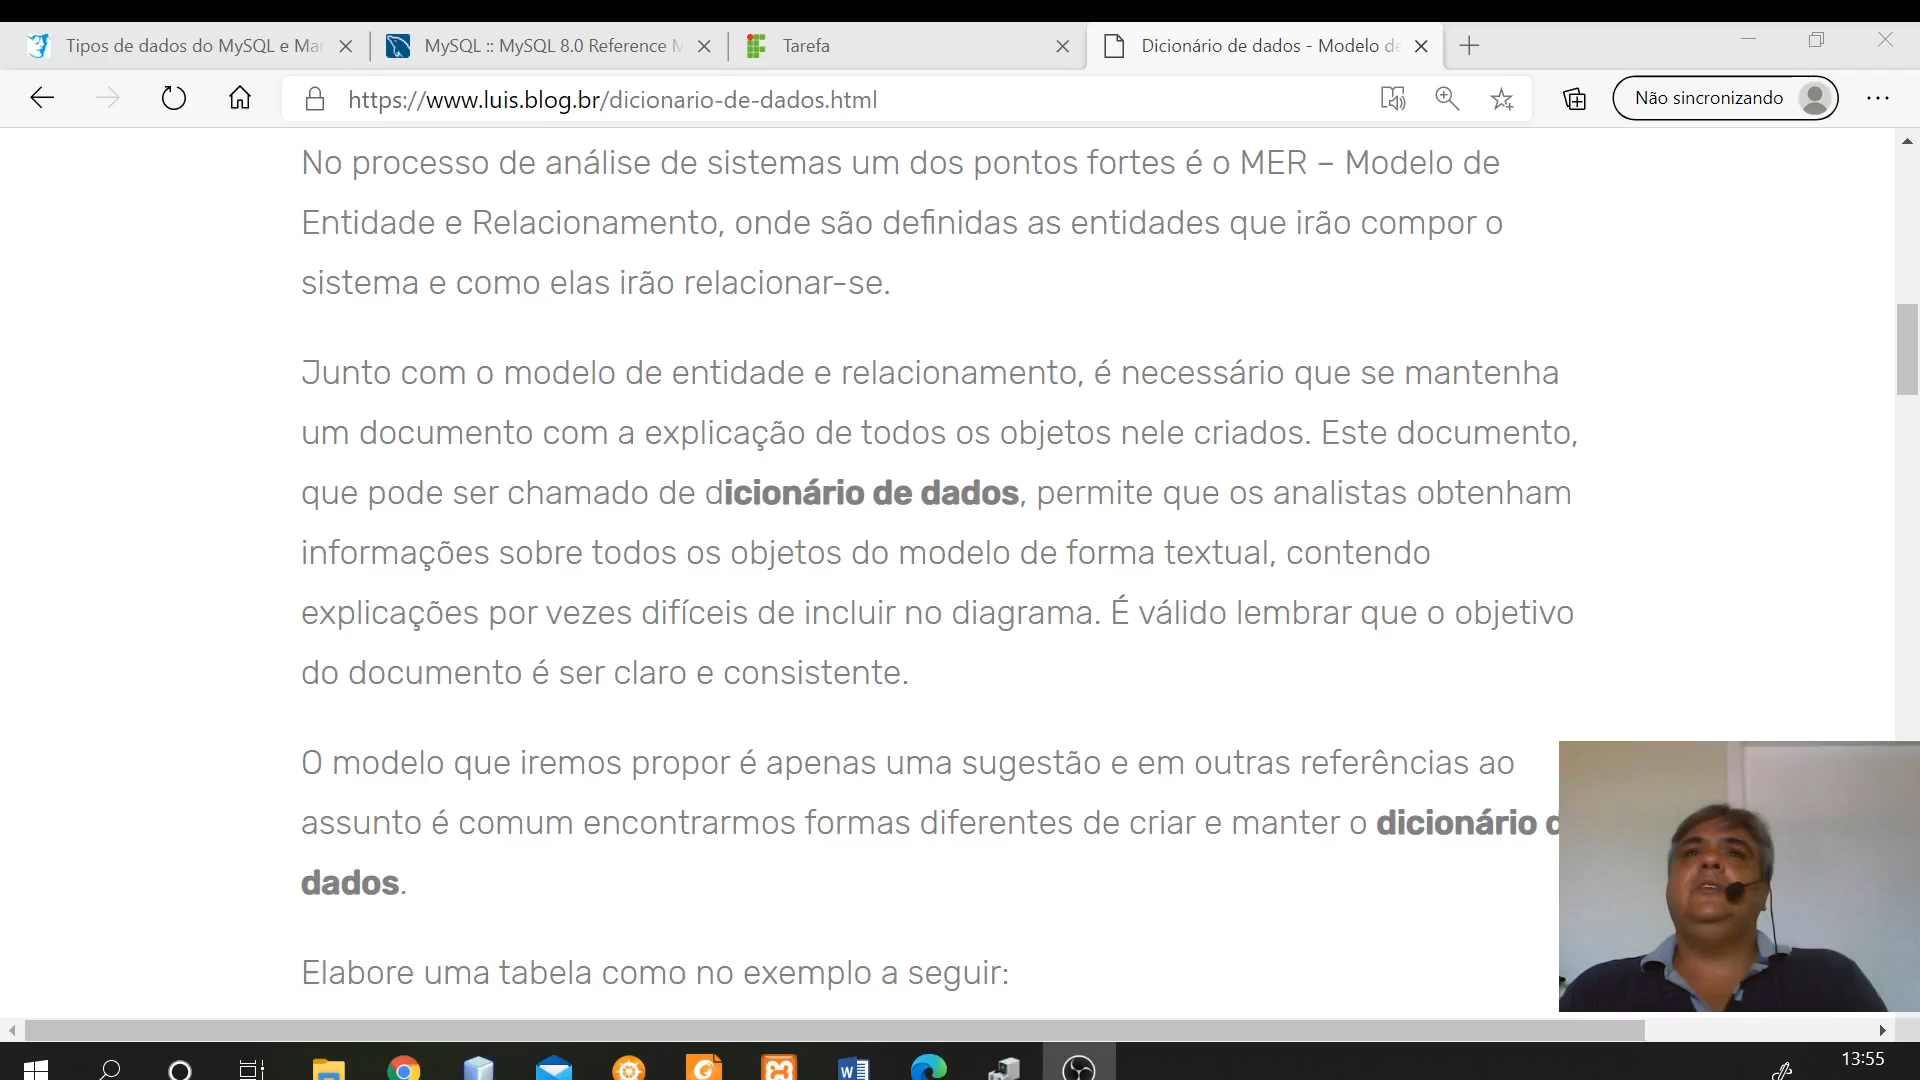 Tipos de dados do MySQL e Mar
MySQL :: MySQL 8.0 Reference M
Tarefa
Dicionário de dados - Modelo de
https://www.luis.blog.br/dicionario-de-dados.html
Não sincronizando
No processo de análise de sistemas um dos pontos fortes é o MER – Modelo de
Entidade e Relacionamento, onde são definidas as entidades que irão compor o
sistema e como elas irão relacionar-se.
Junto com o modelo de entidade e relacionamento, é necessário que se mantenha
um documento com a explicação de todos os objetos nele criados. Este documento,
que pode ser chamado de dicionário de dados, permite que os analistas obtenham
informações sobre todos os objetos do modelo de forma textual, contendo
explicações por vezes difíceis de incluir no diagrama. É válido lembrar que o objetivo
do documento é ser claro e consistente.
O modelo que iremos propor é apenas uma sugestão e em outras referências ao
assunto é comum encontrarmos formas diferentes de criar e manter o dicionário d
dados.
Elabore uma tabela como no exemplo a seguir:
13:55